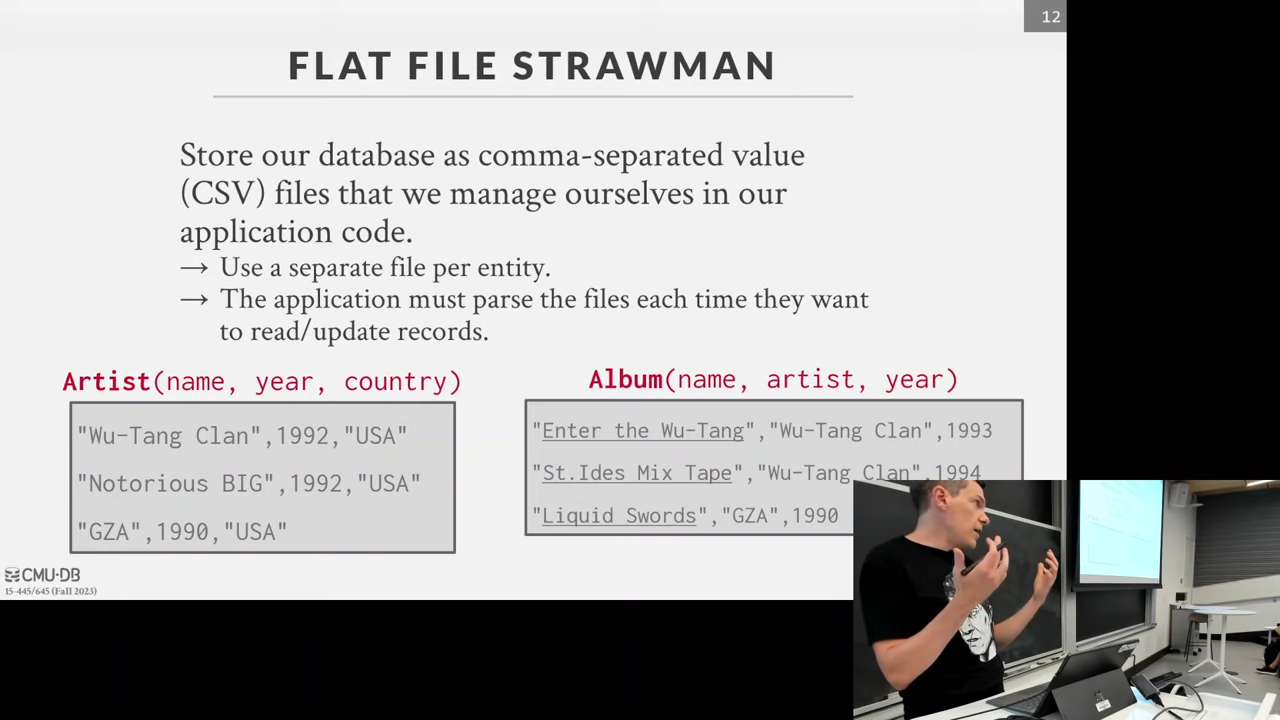 12
FLAT FILE STRAWMAN
Store our database as comma-separated value
(CSV) files that we manage ourselves in our
application code.
→ Use a separate file per entity.
→ The application must parse the files each time they want
to read/update records.
Artist(name, year, country)
"Wu-Tang Clan",1992,"USA"
"Notorious BIG",1992,"USA"
"GZA",1990,"USA"
Album(name, artist, year)
"Enter the Wu-Tang","Wu-Tang Clan",1993
"St.Ides Mix Tape","Wu-Tang Clan",1994
"Liquid Swords","GZA",1990
CMU·DB
15-445/645 (Fall 2023)